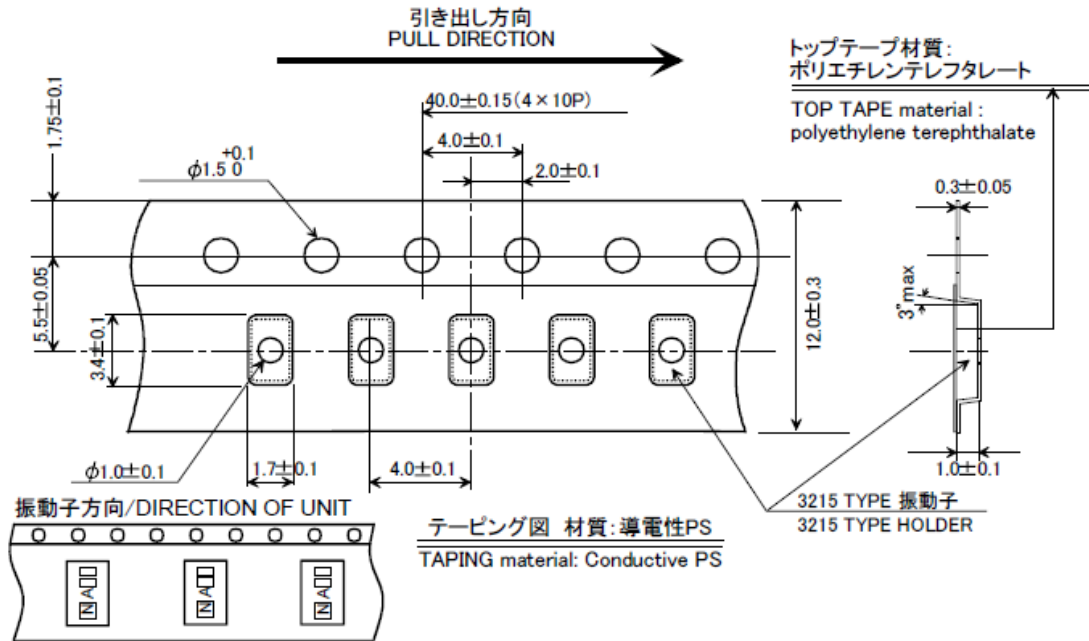 引き出し方向
PULL DIRECTION
トップテープ材質:
ポリエチレンテレフタレート
TOP TAPE material :
polyethylene terephthalate
1.75±0.1
40.0±0.15(4×10P)
4.0±0.1
+0.1
φ1.5 0
2.0±0.1
0.3±0.05
5.5±0.05
3.4±0.1
12.0±0.3
3°max
φ1.0±0.1
1.7±0.1
4.0±0.1
1.0±0.1
振動子方向/DIRECTION OF UNIT
テーピング図 材質:導電性PS
TAPING material: Conductive PS
3215 TYPE 振動子
3215 TYPE HOLDER
N A
N A
N A